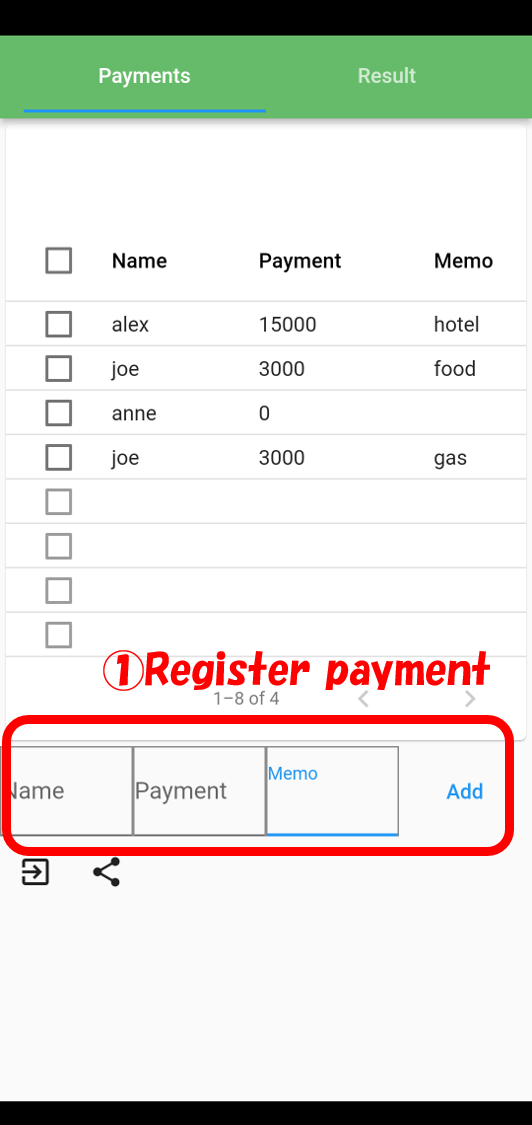 Payments Result
Name Payment Memo
alex 15000 hotel
joe 3000 food
anne 0
joe 3000 gas
①Register payment
1–8 of 4
Name Payment Memo Add